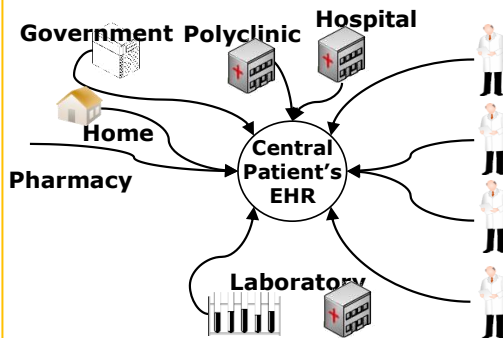 Government
Polyclinic
Hospital
Home
Central
Patient's
EHR
Pharmacy
Laboratory